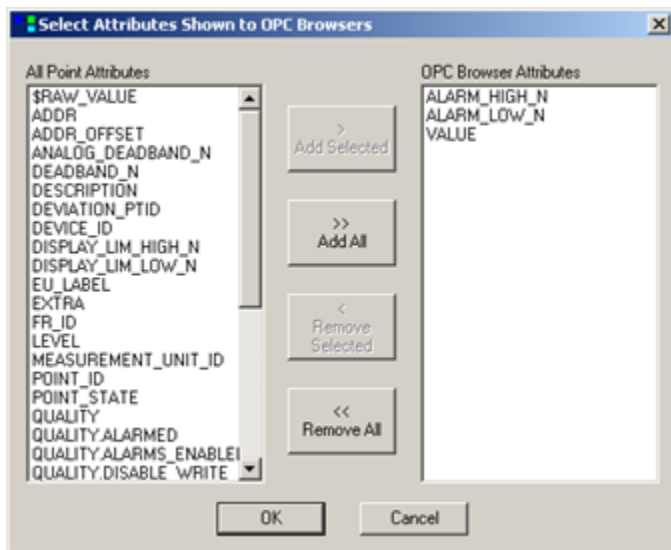 Select Attributes Shown to OPC Browsers
All Point Attributes
$RAW_VALUE
ADDR
ADDR_OFFSET
ANALOG_DEADBAND_N
DEADBAND_N
DESCRIPTION
DEVIATION_PTID
DEVICE_ID
DISPLAY_LIM_HIGH_N
DISPLAY_LIM_LOW_N
EU_LABEL
EXTRA
FR_ID
LEVEL
MEASUREMENT_UNIT_ID
POINT_ID
POINT_STATE
QUALITY
QUALITY.ALARMED
QUALITY.ALARMS_ENABLE
QUALITY.DISABLE_WRITE
>
Add Selected
>>
Add All
<
Remove
Selected
<<
Remove All
OPC Browser Attributes
ALARM_HIGH_N
ALARM_LOW_N
VALUE
OK
Cancel